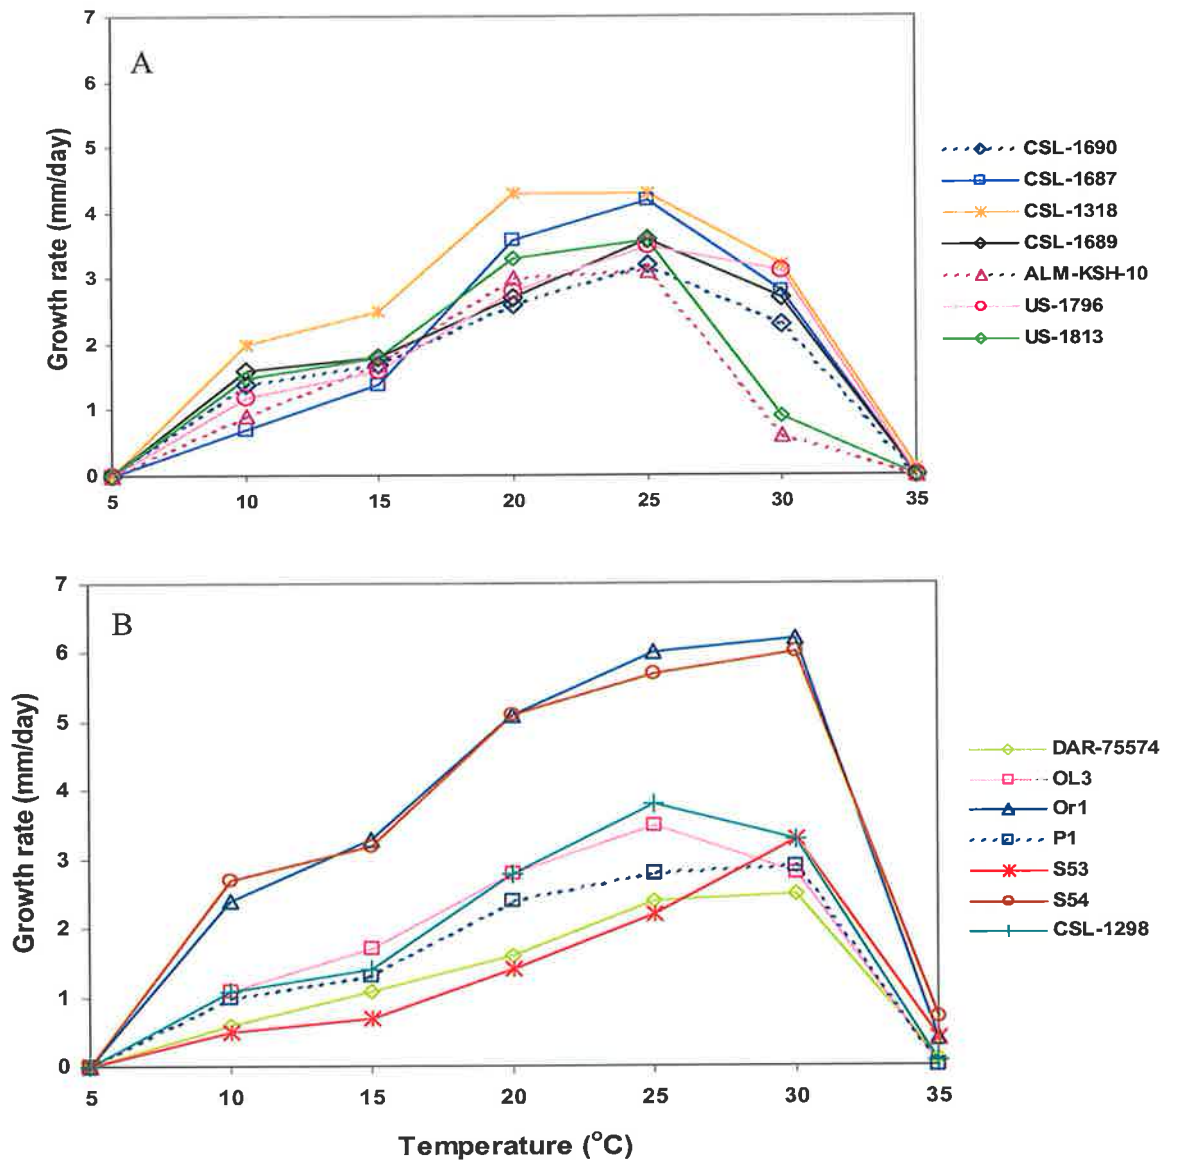 7
A
6
5
4
3
2
1
0
Growth rate (mm/day)
5 10 15 20 25 30 35
CSL-1690
CSL-1687
CSL-1318
CSL-1689
ALM-KSH-10
US-1796
US-1813
7
B
6
5
4
3
2
1
0
Growth rate (mm/day)
5 10 15 20 25 30 35
Temperature (°C)
DAR-75574
OL3
Or1
P1
S53
S54
CSL-1298